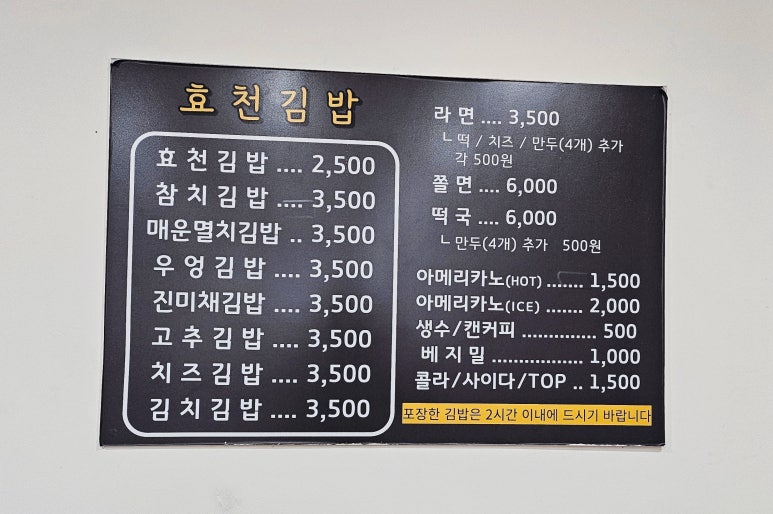 효천김밥
효천김밥 .... 2,500
참치김밥 .... 3,500
매운멸치김밥 .. 3,500
우엉김밥 .... 3,500
진미채김밥 .... 3,500
고추김밥 .... 3,500
치즈김밥 .... 3,500
김치김밥 .... 3,500
라면 .... 3,500
ㄴ떡 / 치즈 / 만두(4개) 추가
각 500원
쫄면 .... 6,000
떡국 .... 6,000
ㄴ만두(4개) 추가 500원
아메리카노(HOT) ....... 1,500
아메리카노(ICE) ....... 2,000
생수/캔커피 .............. 500
베지밀 ................. 1,000
콜라/사이다/TOP .. 1,500
포장한 김밥은 2시간 이내에 드시기 바랍니다